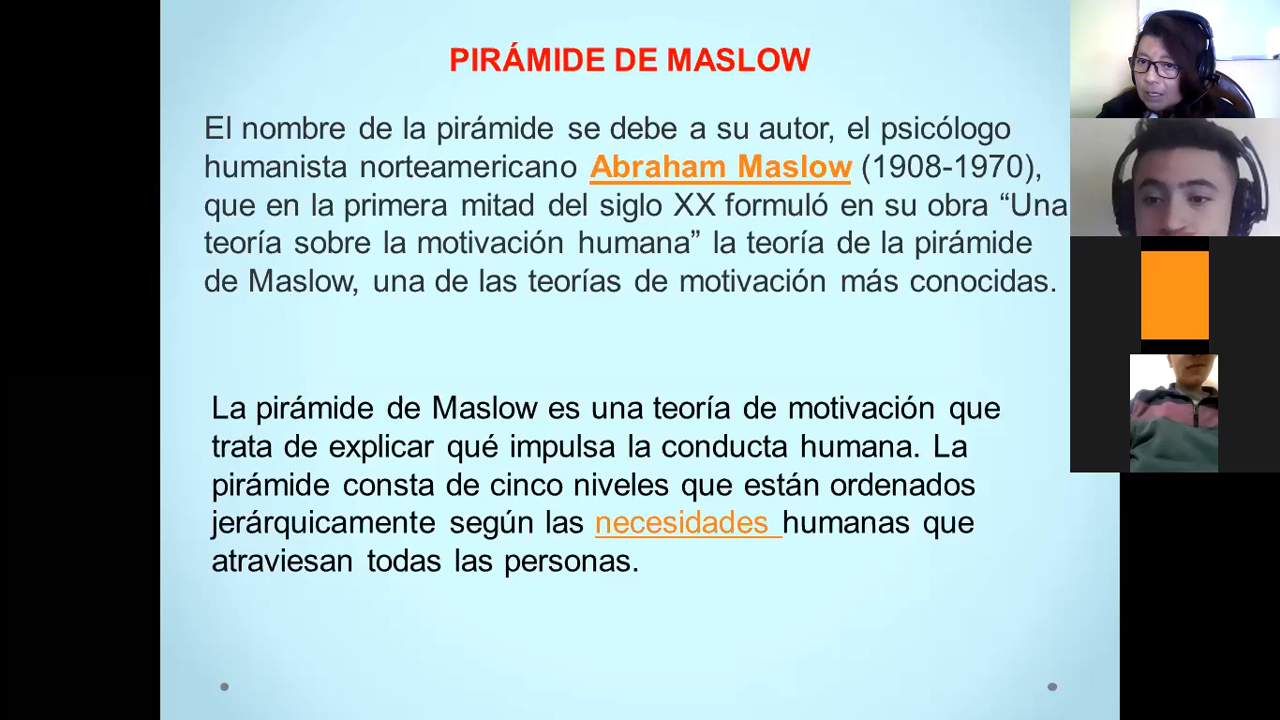 PIRÁMIDE DE MASLOW
El nombre de la pirámide se debe a su autor, el psicólogo
humanista norteamericano Abraham Maslow (1908-1970),
que en la primera mitad del siglo XX formuló en su obra “Una
teoría sobre la motivación humana” la teoría de la pirámide
de Maslow, una de las teorías de motivación más conocidas.
La pirámide de Maslow es una teoría de motivación que
trata de explicar qué impulsa la conducta humana. La
pirámide consta de cinco niveles que están ordenados
jerárquicamente según las necesidades humanas que
atraviesan todas las personas.